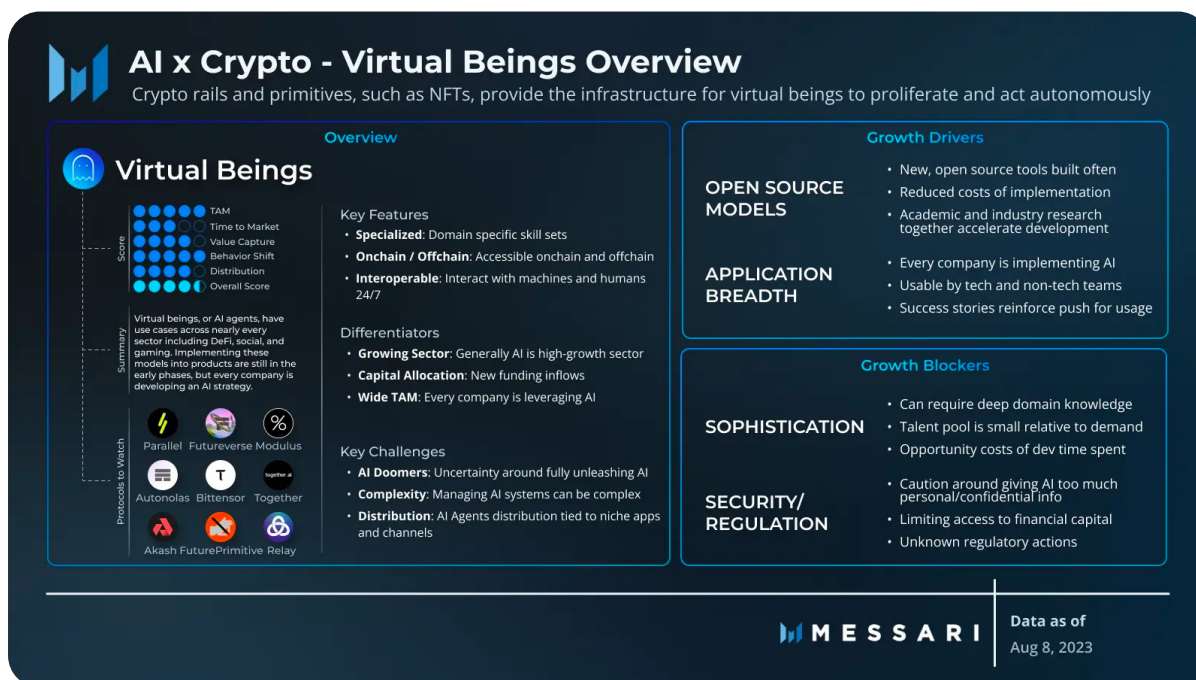 AI x Crypto - Virtual Beings Overview
Crypto rails and primitives, such as NFTs, provide the infrastructure for virtual beings to proliferate and act autonomously
Overview
Virtual Beings
Score
TAM
Time to Market
Value Capture
Behavior Shift
Distribution
Overall Score
Summary
Virtual beings, or AI agents, have
use cases across nearly every
sector including DeFi, social, and
gaming. Implementing these
models into products are still in the
early phases, but every company is
developing an AI strategy.
Protocols to Watch
Parallel Futureverse Modulus
T
together ai
Autonolas Bittensor Together
Akash FuturePrimitive Relay
Key Features
• Specialized: Domain specific skill sets
• Onchain / Offchain: Accessible onchain and offchain
• Interoperable: Interact with machines and humans
24/7
Differentiators
• Growing Sector: Generally AI is high-growth sector
• Capital Allocation: New funding inflows
• Wide TAM: Every company is leveraging AI
Key Challenges
• AI Doomers: Uncertainty around fully unleashing AI
• Complexity: Managing AI systems can be complex
• Distribution: AI Agents distribution tied to niche apps
and channels
Growth Drivers
OPEN SOURCE
MODELS
• New, open source tools built often
• Reduced costs of implementation
• Academic and industry research
together accelerate development
APPLICATION
BREADTH
• Every company is implementing AI
• Usable by tech and non-tech teams
• Success stories reinforce push for usage
Growth Blockers
SOPHISTICATION
• Can require deep domain knowledge
• Talent pool is small relative to demand
• Opportunity costs of dev time spent
SECURITY/
REGULATION
• Caution around giving AI too much
personal/confidential info
• Limiting access to financial capital
• Unknown regulatory actions
MESSARI
Data as of
Aug 8, 2023